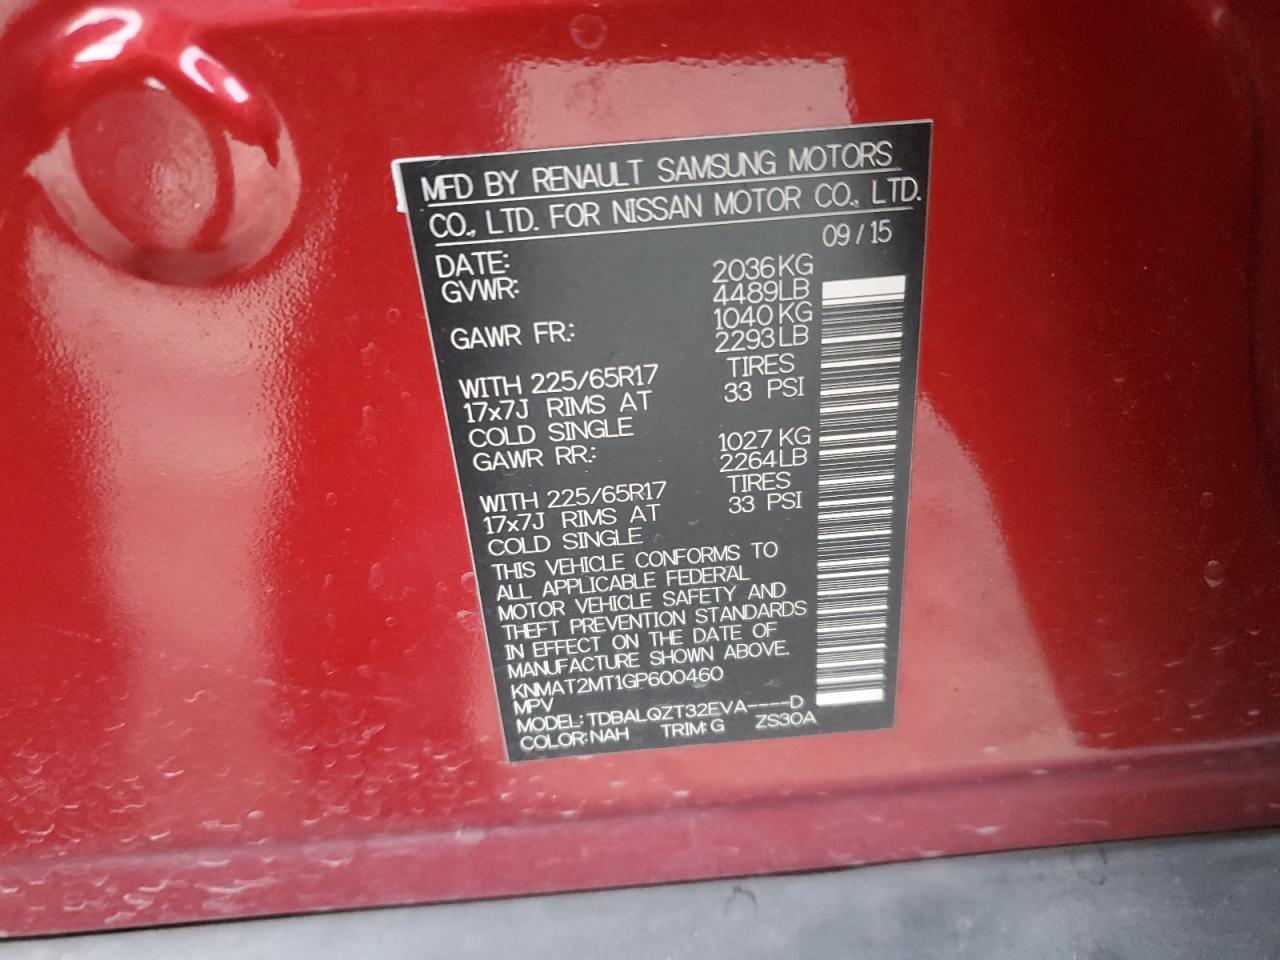 MFD BY RENAULT SAMSUNG MOTORS
CO., LTD. FOR NISSAN MOTOR CO., LTD.
DATE: 09/15
GVWR: 2036KG
4489LB
GAWR FR.: 1040KG
2293LB
WITH 225/65R17 TIRES
17x7J RIMS AT 33 PSI
COLD SINGLE
GAWR RR.: 1027KG
2264LB
WITH 225/65R17 TIRES
17x7J RIMS AT 33 PSI
COLD SINGLE
THIS VEHICLE CONFORMS TO
ALL APPLICABLE FEDERAL
MOTOR VEHICLE SAFETY AND
THEFT PREVENTION STANDARDS
IN EFFECT ON THE DATE OF
MANUFACTURE SHOWN ABOVE.
KNMAT2MT1GP600460
MPV
MODEL: TDBALQZT32EVA----D
COLOR:NAH TRIM:G ZS30A